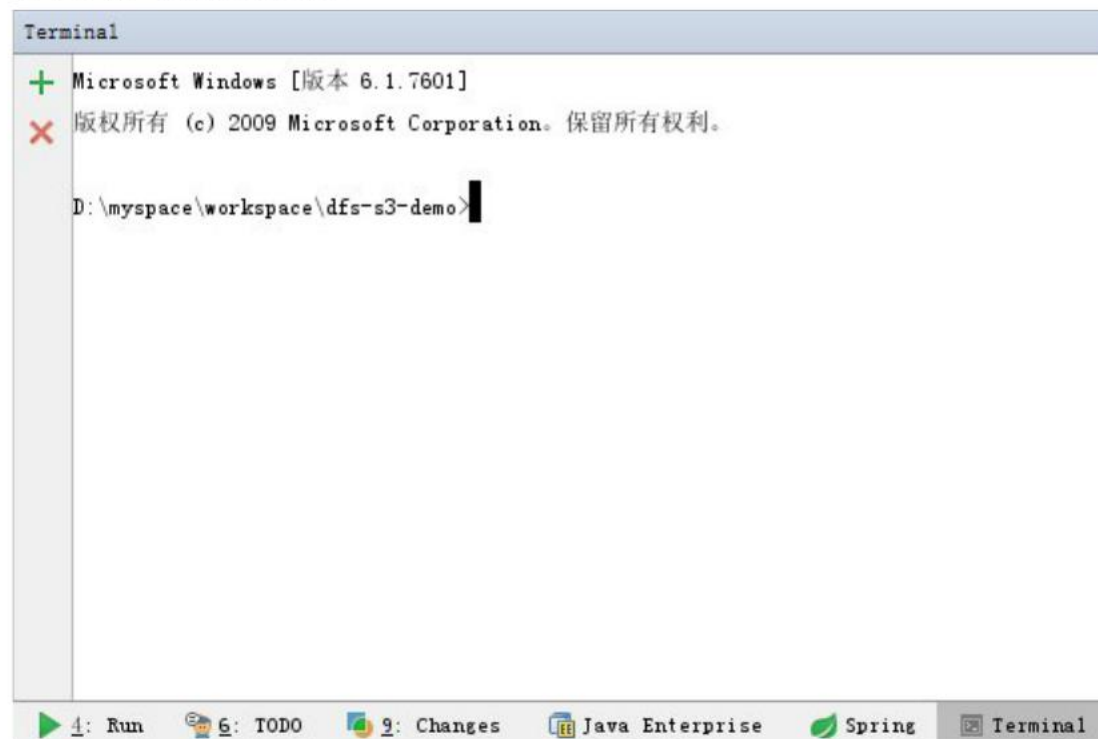 Terminal
Microsoft Windows [版本 6.1.7601]
版权所有 (c) 2009 Microsoft Corporation。保留所有权利。
D:\myspace\workspace\dfs-s3-demo>
4: Run 6: TODO 9: Changes Java Enterprise Spring Terminal